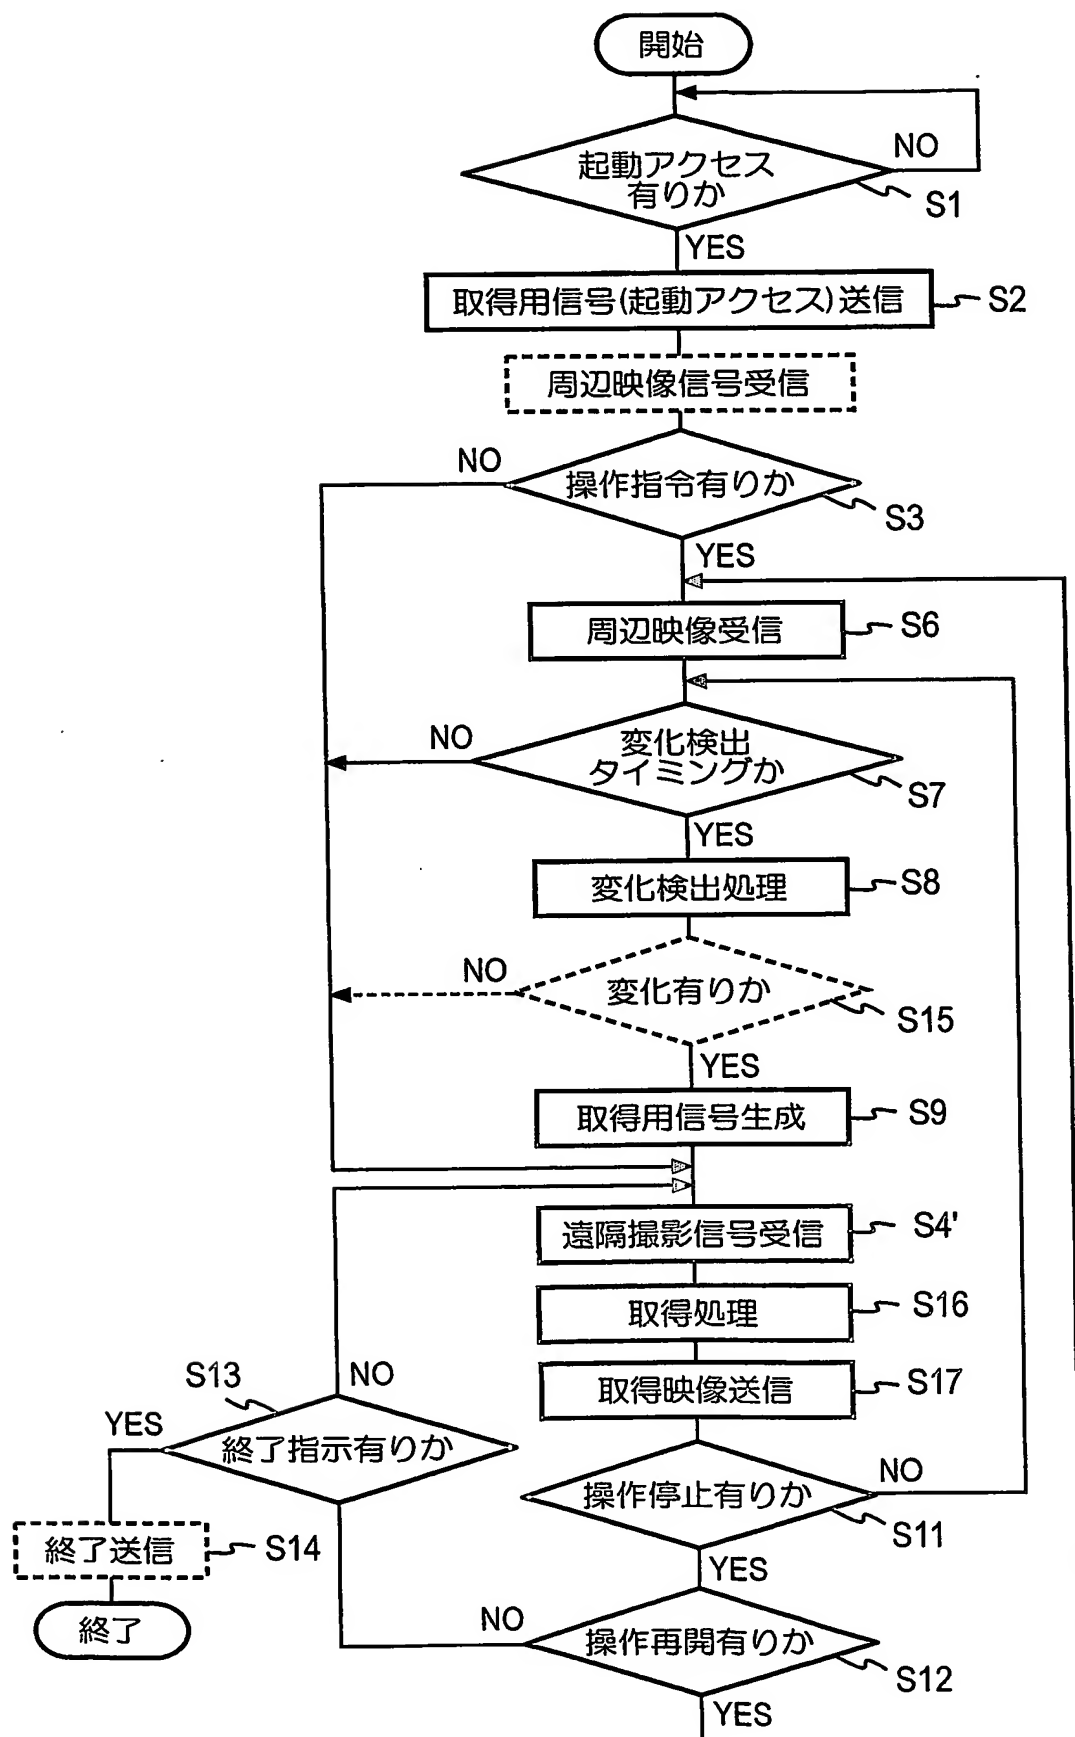 開始
NO
起動アクセス
有りか
S1
YES
取得用信号(起動アクセス)送信
S2
周辺映像信号受信
NO
操作指令有りか
S3
YES
周辺映像受信
S6
NO
変化検出
タイミングか
S7
YES
変化検出処理
S8
NO
変化有りか
S15
YES
取得用信号生成
S9
遠隔撮影信号受信
S4'
取得処理
S16
取得映像送信
S17
S13
NO
YES
終了指示有りか
操作停止有りか
NO
S11
終了送信
S14
YES
終了
NO
操作再開有りか
S12
YES